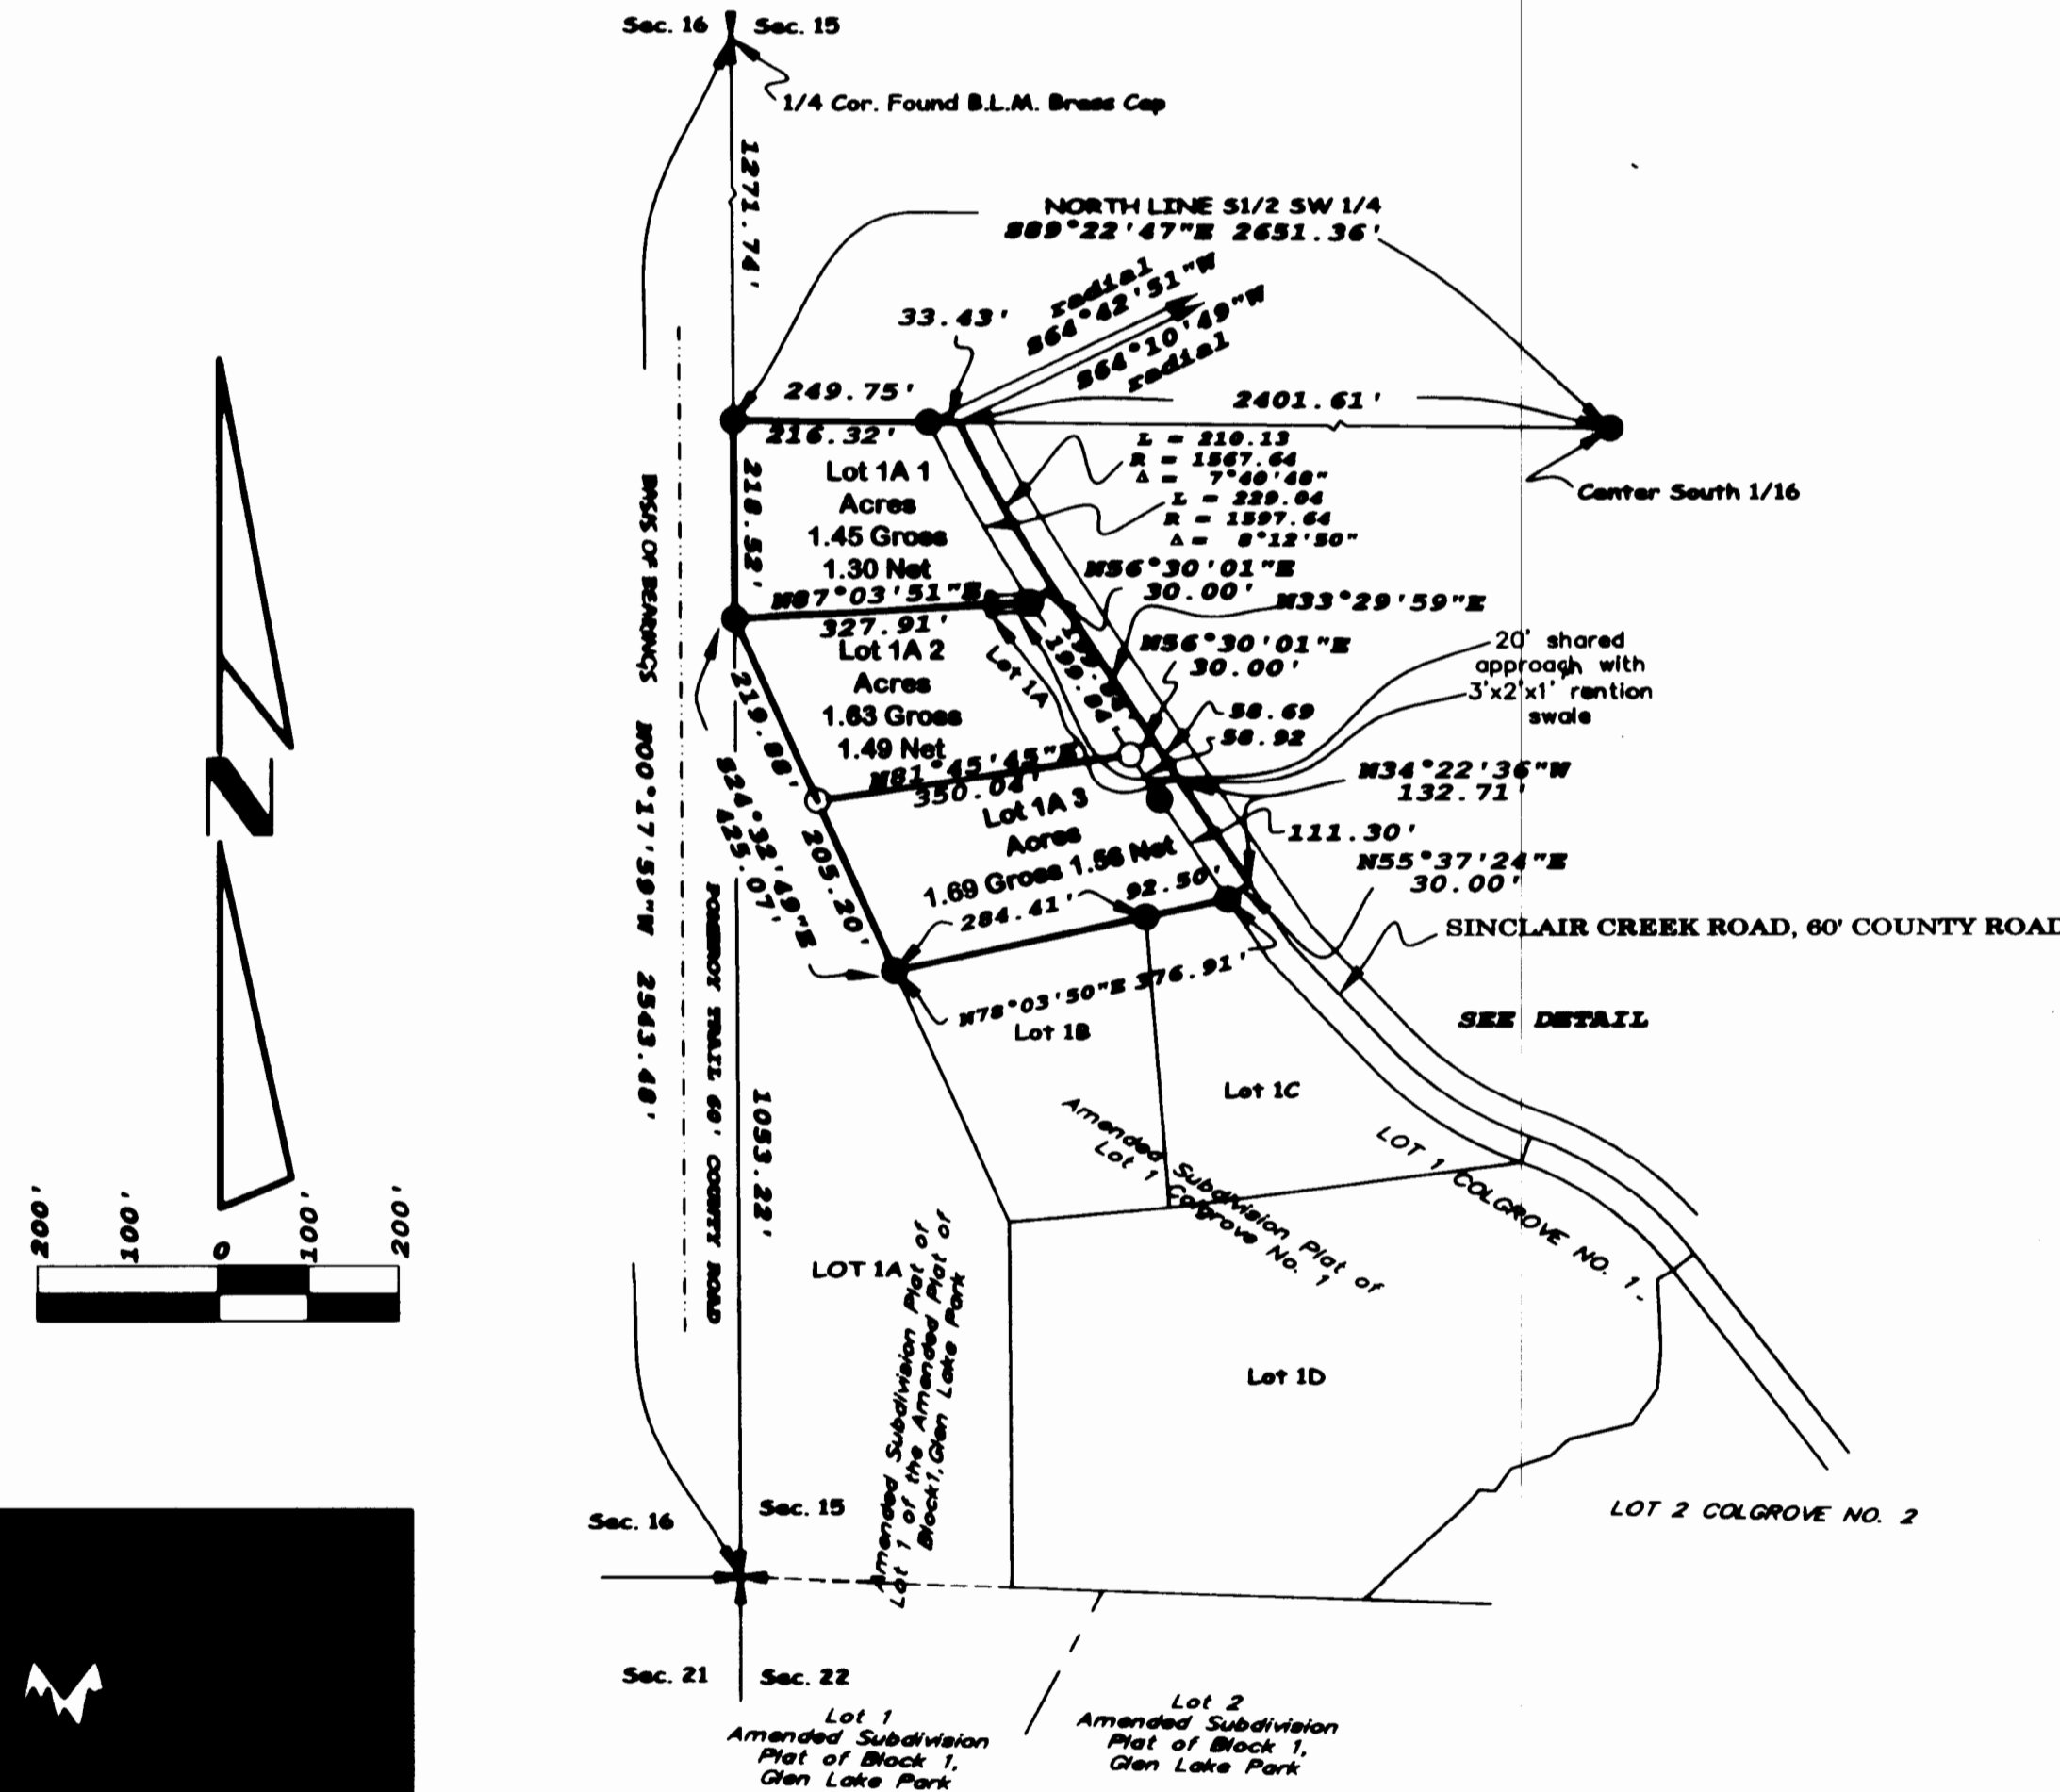 Sec. 16 Sec. 15
1/4 Cor. Found B.L.M. Brass Cap
1271.74'
NORTH LINE S1/2 SW 1/4
S89°22'47"E 2651.36'
radial
S64°42'51"W
S64°10'49"W
radial
33.43'
249.75'
2401.61'
216.32'
L = 210.13
R = 1567.64
Δ = 7°40'48"
L = 229.04
R = 1597.64
Δ = 8°12'50"
Center South 1/16
Lot 1A 1
Acres
1.45 Gross
1.30 Net
218.52'
N87°03'51"E
327.91'
N56°30'01"E
30.00'
N33°29'59"E
N56°30'01"E
30.00'
Lot 1A 2
Acres
1.63 Gross
1.49 Net
Lot 1A
20' shared
approagh with
3'x2'x1' rention
swale
58.69
58.92
219.88'
N81°45'45"E
350.04'
N34°22'36"W
132.71'
111.30'
N55°37'24"E
30.00'
Lot 1A 3
Acres
1.69 Gross 1.56 Net
S24°32'49"E
425.07'
205.20'
284.41'
92.50'
N78°03'50"E 376.91'
SINCLAIR CREEK ROAD, 60' COUNTY ROAD
SEE DETAIL
BASIS OF BEARINGS N00°17'59"W 2543.48'
TRAIL 60' COUNTY ROAD
1053.22'
Lot 1B
Lot 1C
Amended Subdivision Plat of
Lot 1 Colgrove No. 1
LOT 1 COLGROVE NO. 1
N
200' 100' 0 100' 200'
LOT 1A
Amended Subdivision Plat of
Lot 1 of the Amended Plat of
Block 1, Glen Lake Park
Lot 1D
LOT 2 COLGROVE NO. 2
Sec. 16 Sec. 15
Sec. 21 Sec. 22
Lot 1
Amended Subdivision
Plat of Block 1,
Glen Lake Park
Lot 2
Amended Subdivision
Plat of Block 1,
Glen Lake Park